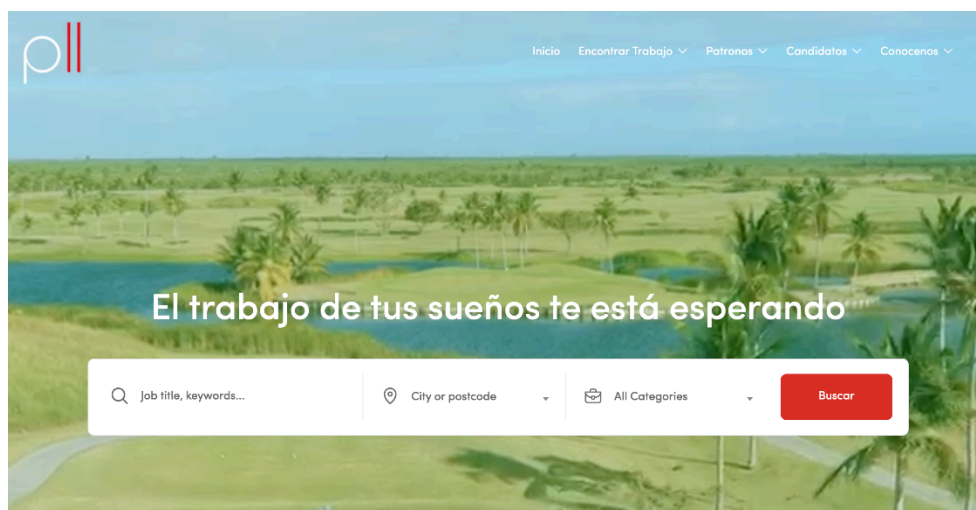 pll
Inicio Encontrar Trabajo Patronos Candidatos Conocenos
El trabajo de tus sueños te está esperando
Job title, keywords... City or postcode All Categories Buscar